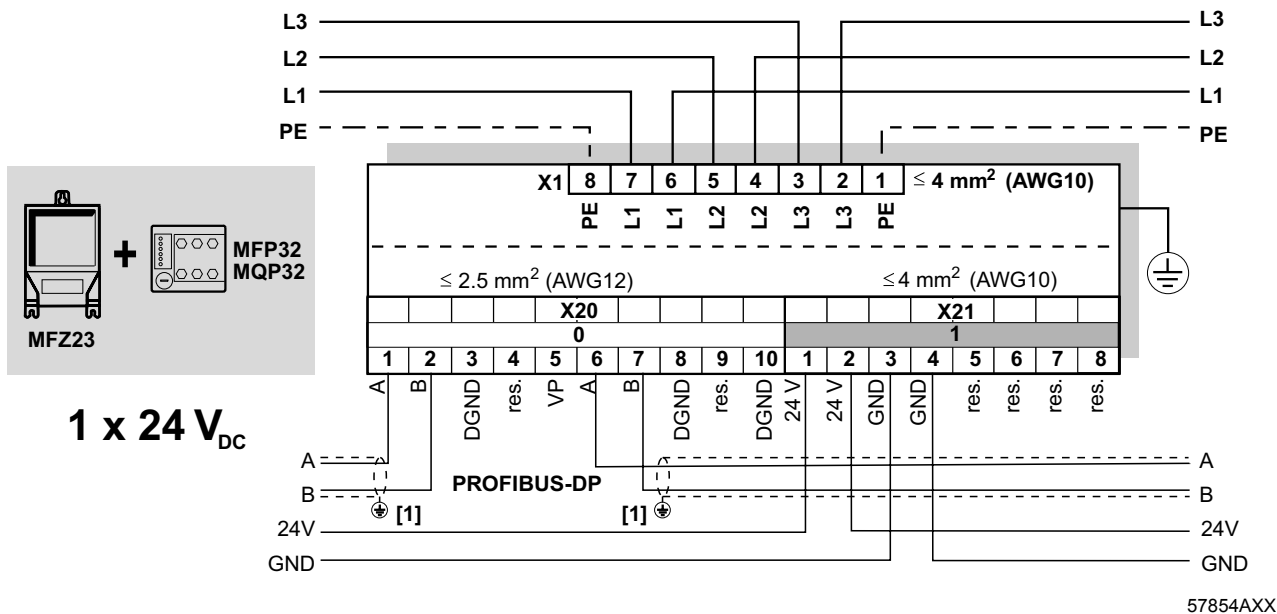 L3 L3
L2 L2
L1 L1
PE PE
X1 8 7 6 5 4 3 2 1 ≤ 4 mm² (AWG10)
PE L1 L1 L2 L2 L3 L3 PE
+ MFP32
MQP32
MFZ23
≤ 2.5 mm² (AWG12) ≤ 4 mm² (AWG10)
X20 X21
0 1
1 2 3 4 5 6 7 8 9 10 1 2 3 4 5 6 7 8
A B DGND res. VP A B DGND res. DGND 24 V 24 V GND GND res. res. res. res.
1 x 24 VDC
A A
PROFIBUS-DP
B B
[1] [1]
24V 24V
GND GND
57854AXX